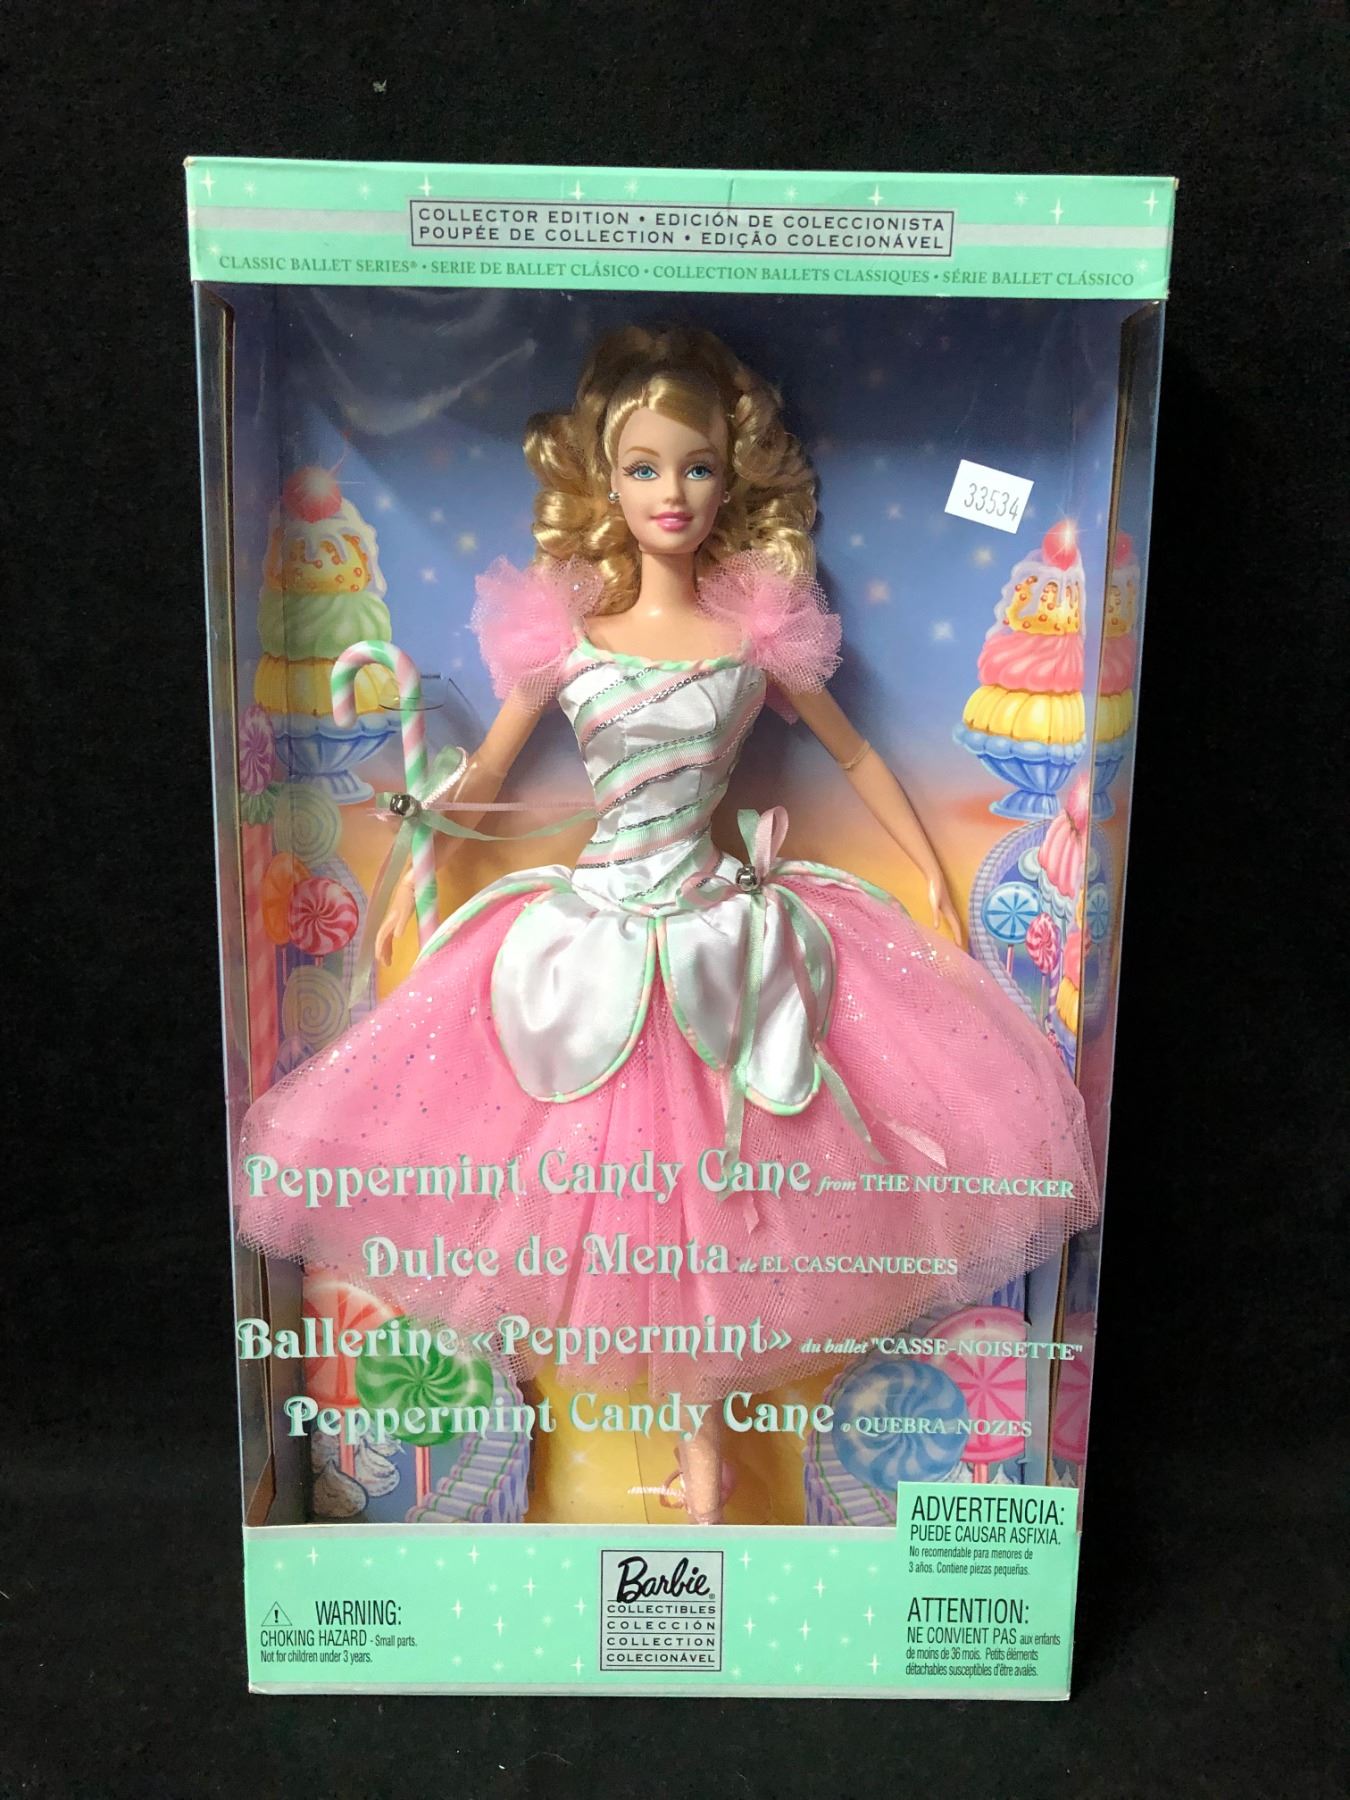 COLLECTOR EDITION • EDICIÓN DE COLECCIONISTA
POUPÉE DE COLLECTION • EDIÇÃO COLECIONÁVEL
CLASSIC BALLET SERIES® • SERIE DE BALLET CLÁSICO • COLLECTION BALLETS CLASSIQUES • SÉRIE BALLET CLÁSSICO
33534
Peppermint Candy Cane from THE NUTCRACKER
Dulce de Menta de EL CASCANUECES
Ballerine «Peppermint» du ballet "CASSE-NOISETTE"
Peppermint Candy Cane o QUEBRA-NOZES
ADVERTENCIA:
PUEDE CAUSAR ASFIXIA.
No recomendable para menores de
3 años. Contiene piezas pequeñas.
WARNING:
CHOKING HAZARD - Small parts.
Not for children under 3 years.
Barbie®
COLLECTIBLES
COLECCIÓN
COLLECTION
COLECIONÁVEL
ATTENTION:
NE CONVIENT PAS aux enfants
de moins de 36 mois. Petits éléments
détachables susceptibles d'être avalés.